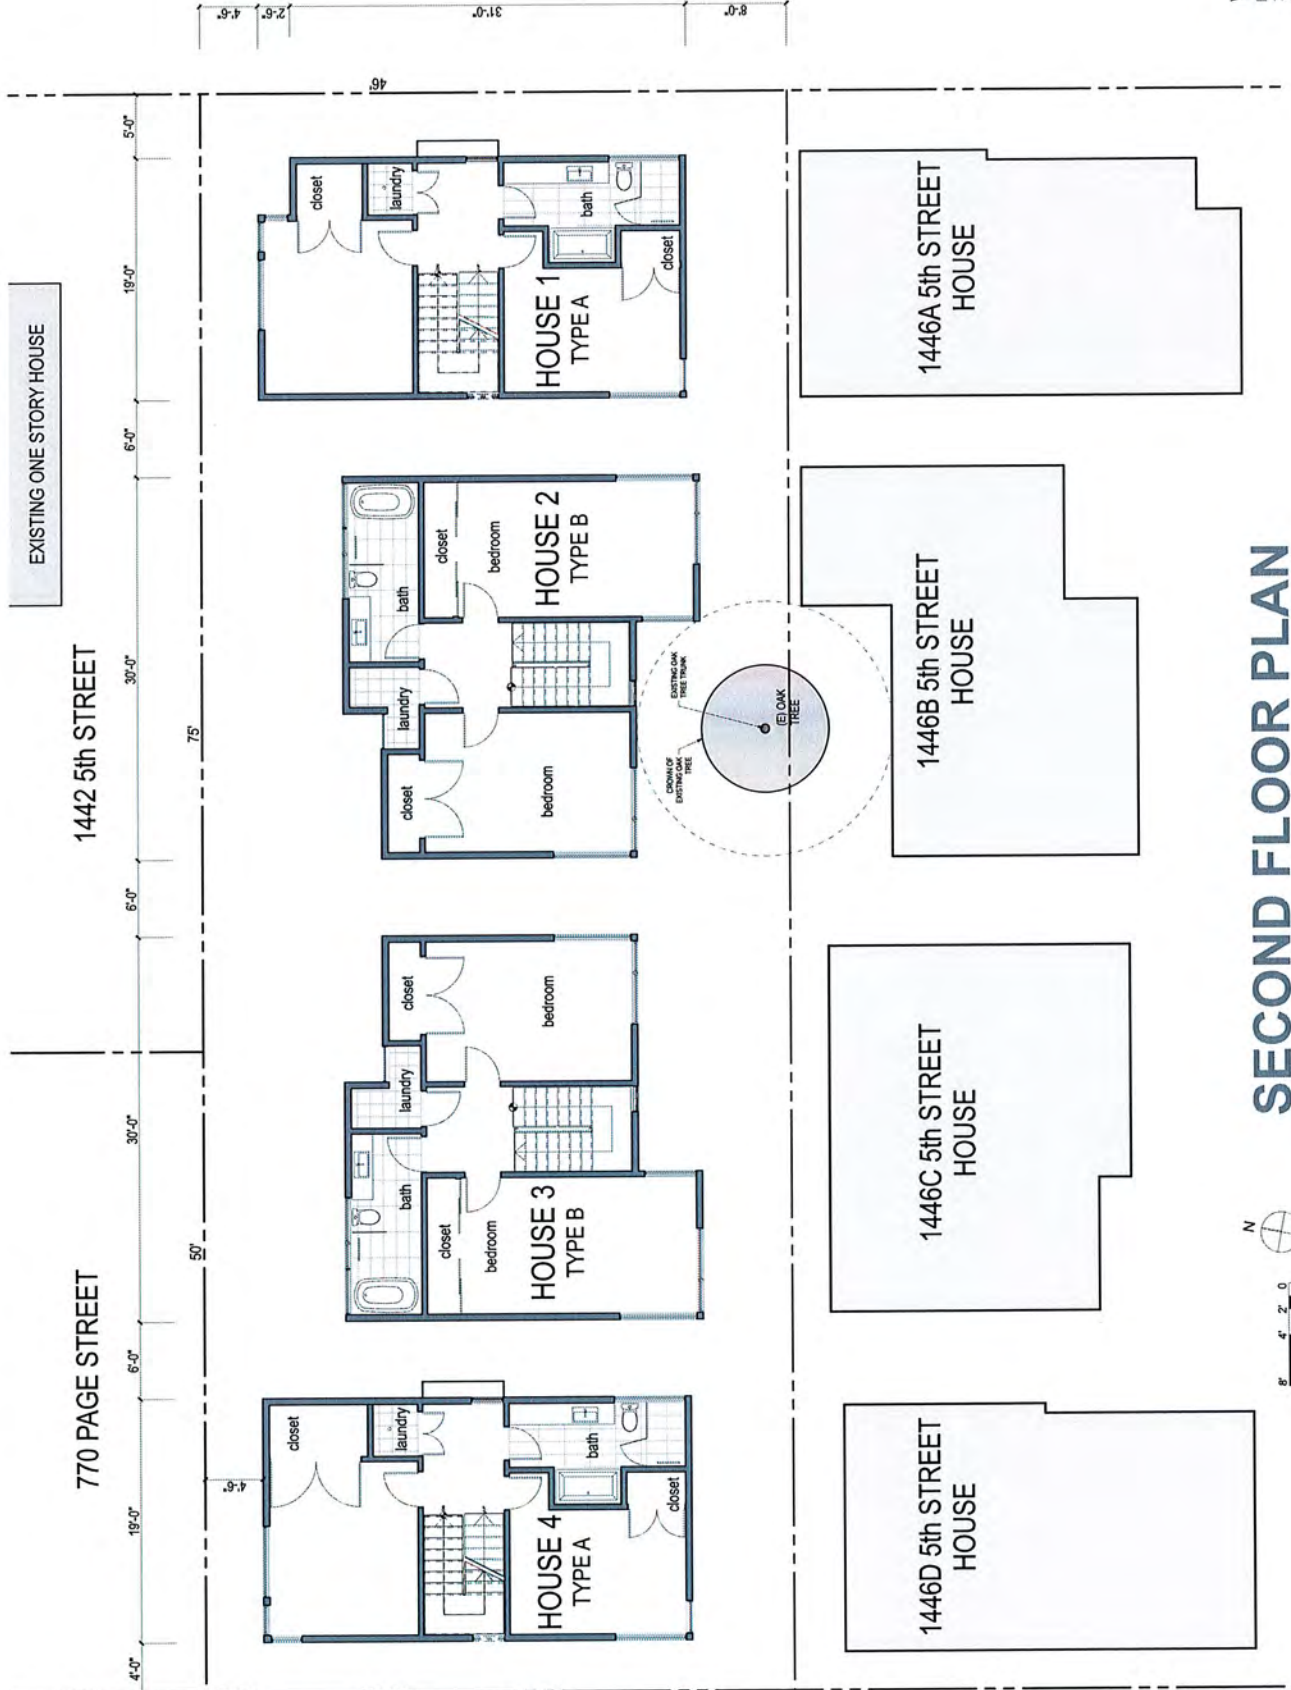 770 PAGE STREET
1442 5th STREET
EXISTING ONE STORY HOUSE
4'-0"
19'-0"
6'-0"
30'-0"
6'-0"
30'-0"
6'-0"
19'-0"
5'-0"
50'
75'
4'-6"
4'-6"
2'-6"
31'-0"
8'-0"
46'
closet
laundry
HOUSE 4
TYPE A
bath
closet
bath
laundry
closet
closet
bedroom
HOUSE 3
TYPE B
bedroom
closet
laundry
bath
closet
bedroom
bedroom
HOUSE 2
TYPE B
closet
laundry
HOUSE 1
TYPE A
bath
closet
CROWN OF
EXISTING OAK
TREE
EXISTING OAK
TREE TRUNK
(E) OAK
TREE
1446D 5th STREET
HOUSE
1446C 5th STREET
HOUSE
1446B 5th STREET
HOUSE
1446A 5th STREET
HOUSE
8' 4' 2' 0
N
SECOND FLOOR PLAN